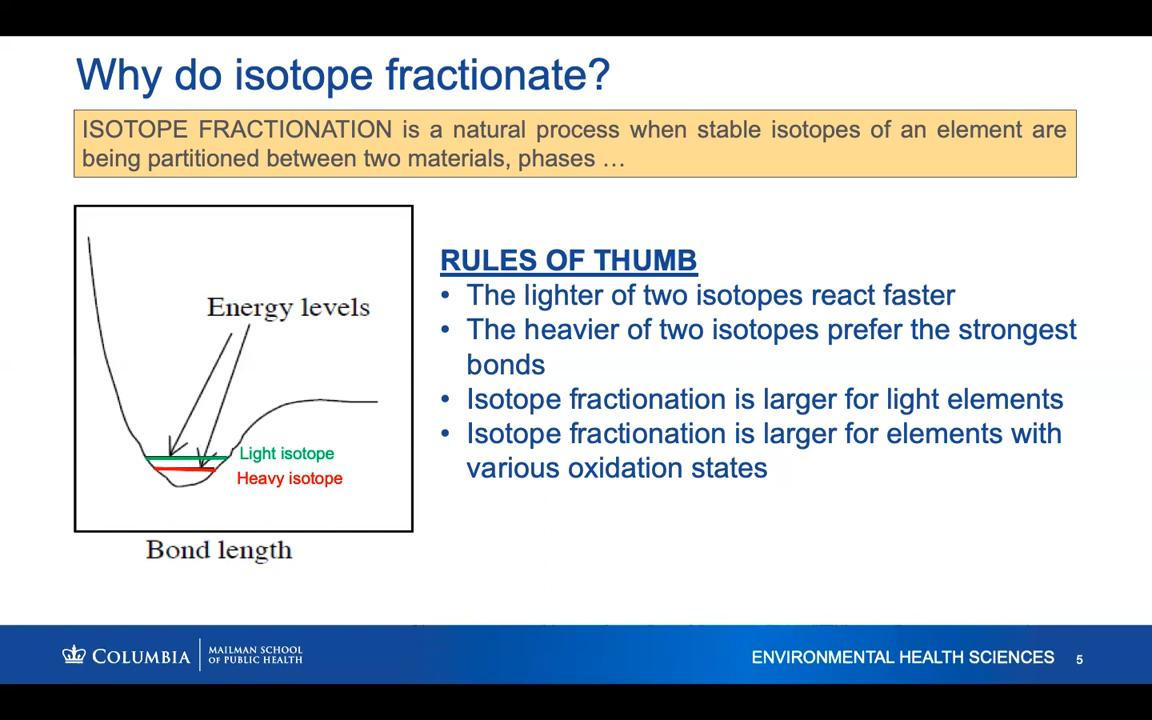 Why do isotope fractionate?
ISOTOPE FRACTIONATION is a natural process when stable isotopes of an element are
being partitioned between two materials, phases …
Energy levels
Light isotope
Heavy isotope
Bond length
RULES OF THUMB
• The lighter of two isotopes react faster
• The heavier of two isotopes prefer the strongest
bonds
• Isotope fractionation is larger for light elements
• Isotope fractionation is larger for elements with
various oxidation states
COLUMBIA
MAILMAN SCHOOL
OF PUBLIC HEALTH
ENVIRONMENTAL HEALTH SCIENCES 5